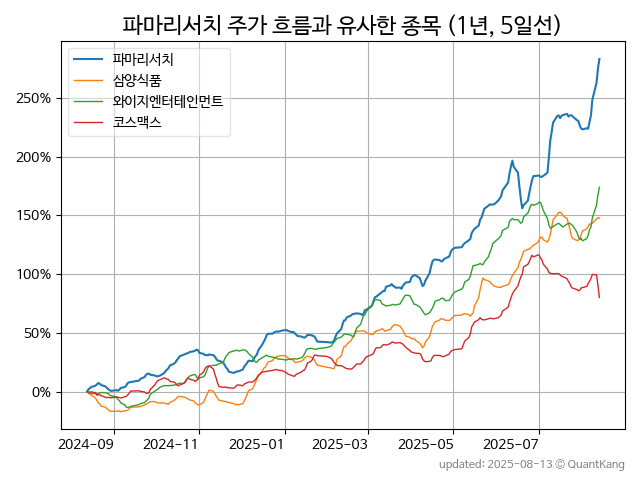 파마리서치 주가 흐름과 유사한 종목 (1년, 5일선)
파마리서치
삼양식품
와이지엔터테인먼트
코스맥스
250%
200%
150%
100%
50%
0%
2024-09 2024-11 2025-01 2025-03 2025-05 2025-07
updated: 2025-08-13 © QuantKang